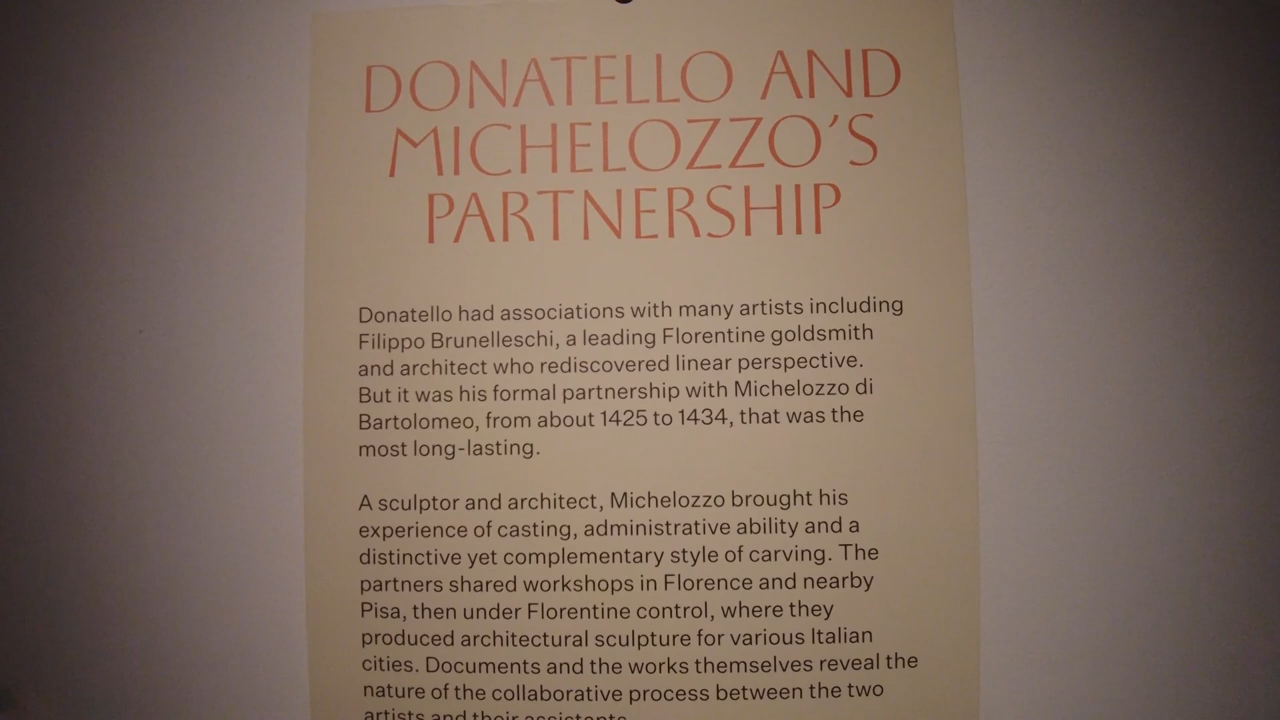 DONATELLO AND
MICHELOZZO'S
PARTNERSHIP
Donatello had associations with many artists including
Filippo Brunelleschi, a leading Florentine goldsmith
and architect who rediscovered linear perspective.
But it was his formal partnership with Michelozzo di
Bartolomeo, from about 1425 to 1434, that was the
most long-lasting.
A sculptor and architect, Michelozzo brought his
experience of casting, administrative ability and a
distinctive yet complementary style of carving. The
partners shared workshops in Florence and nearby
Pisa, then under Florentine control, where they
produced architectural sculpture for various Italian
cities. Documents and the works themselves reveal the
nature of the collaborative process between the two
artists and their assistants.